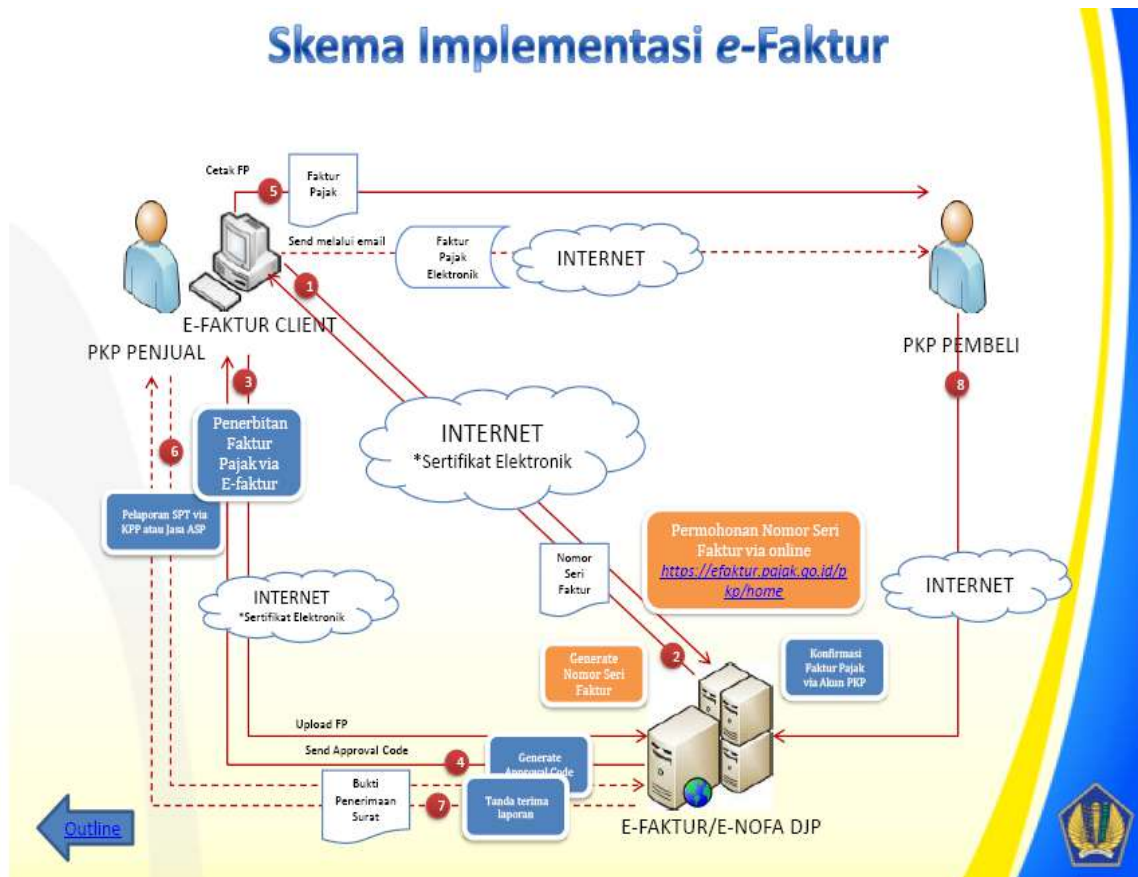 Skema Implementasi e-Faktur
Cetak FP
5
Faktur
Pajak
Send melalui email
Faktur
Pajak
Elektronik
INTERNET
1
E-FAKTUR CLIENT
PKP PENJUAL
PKP PEMBELI
3
8
Penerbitan
Faktur
Pajak via
E-faktur
INTERNET
*Sertifikat Elektronik
6
Pelaporan SPT via
KPP atau Jasa ASP
Permohonan Nomor Seri
Faktur via online
https://efaktur.pajak.go.id/p
kp/home
Nomor
Seri
Faktur
INTERNET
*Sertifikat Elektronik
INTERNET
2
Generate
Nomor Seri
Faktur
Konfirmasi
Faktur Pajak
via Akun PKP
Upload FP
Send Approval Code
4
Generate
Approval Code
Bukti
Penerimaan
Surat
7
Tanda terima
laporan
E-FAKTUR/E-NOFA DJP
Outline